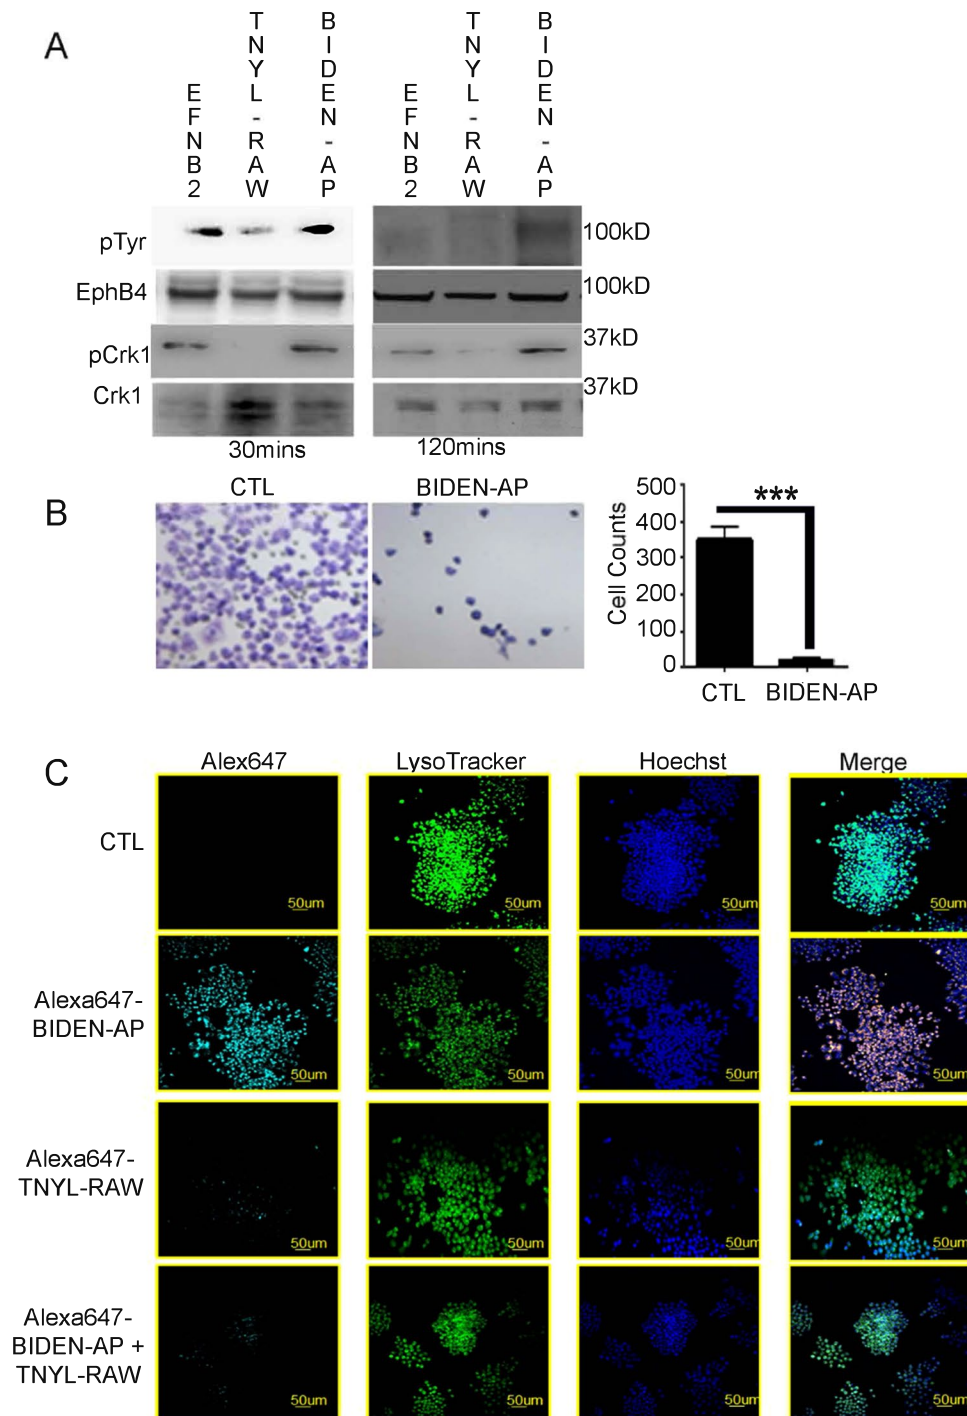 A
EFNB2
TNYL-RAW
BIDEN-AP
EFNB2
TNYL-RAW
BIDEN-AP
pTyr
100kD
EphB4
100kD
pCrk1
37kD
Crk1
37kD
30mins
120mins
B
CTL
BIDEN-AP
Cell Counts
500
400
300
200
100
0
***
CTL
BIDEN-AP
C
Alex647
LysoTracker
Hoechst
Merge
CTL
50um
50um
50um
50um
Alexa647-
BIDEN-AP
50um
50um
50um
50um
Alexa647-
TNYL-RAW
50um
50um
50um
50um
Alexa647-
BIDEN-AP +
TNYL-RAW
50um
50um
50um
50um